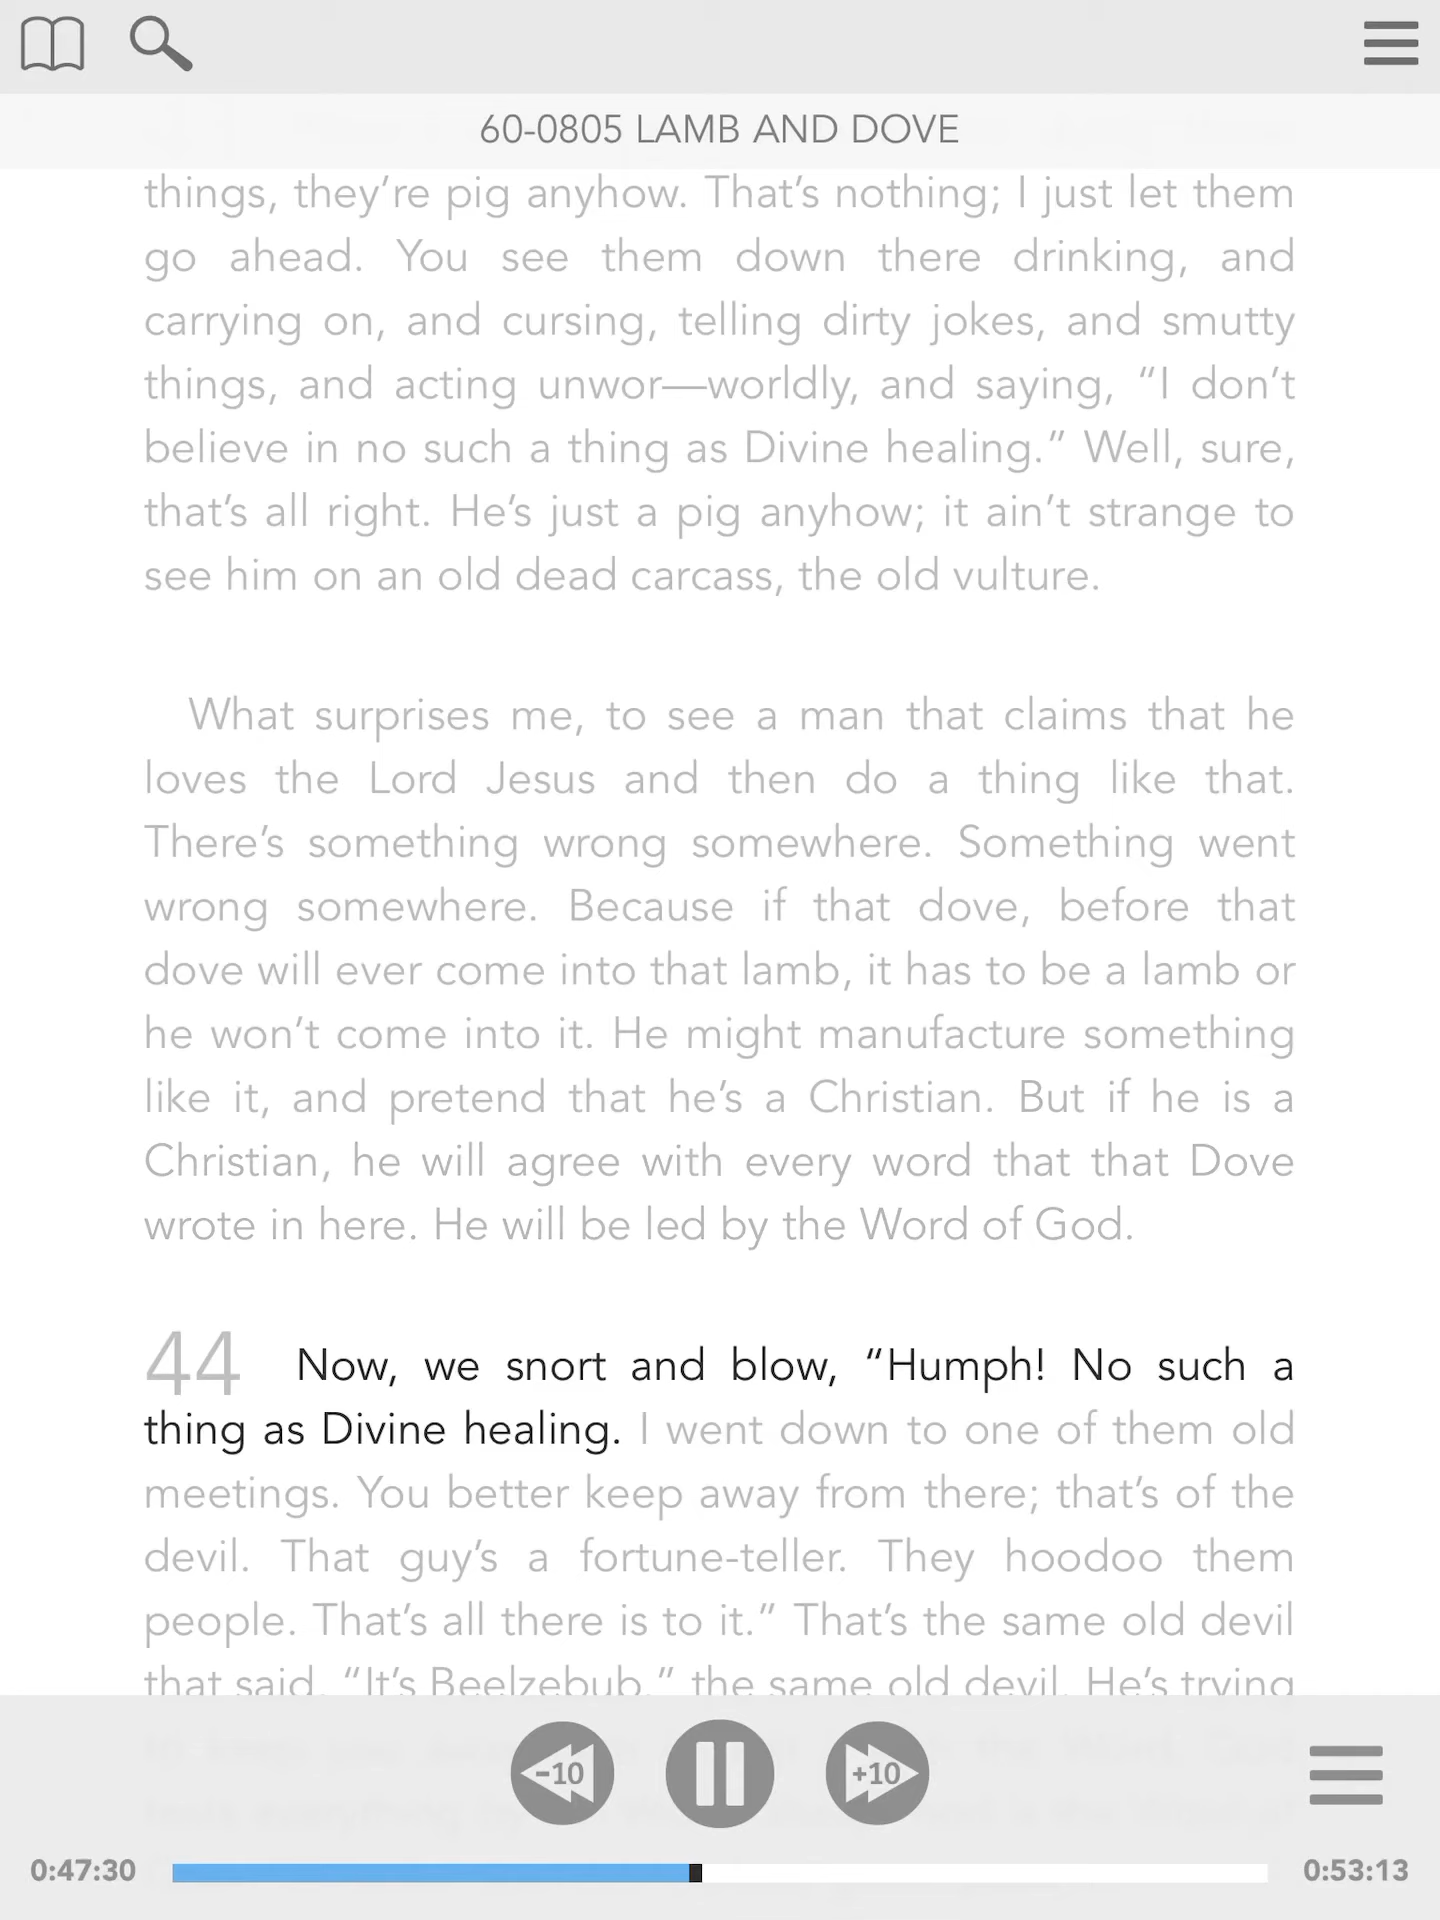 60-0805 LAMB AND DOVE
things, they’re pig anyhow. That’s nothing; I just let them
go ahead. You see them down there drinking, and
carrying on, and cursing, telling dirty jokes, and smutty
things, and acting unwor—worldly, and saying, “I don’t
believe in no such a thing as Divine healing.” Well, sure,
that’s all right. He’s just a pig anyhow; it ain’t strange to
see him on an old dead carcass, the old vulture.
What surprises me, to see a man that claims that he
loves the Lord Jesus and then do a thing like that.
There’s something wrong somewhere. Something went
wrong somewhere. Because if that dove, before that
dove will ever come into that lamb, it has to be a lamb or
he won’t come into it. He might manufacture something
like it, and pretend that he’s a Christian. But if he is a
Christian, he will agree with every word that that Dove
wrote in here. He will be led by the Word of God.
44 Now, we snort and blow, “Humph! No such a
thing as Divine healing. I went down to one of them old
meetings. You better keep away from there; that’s of the
devil. That guy’s a fortune-teller. They hoodoo them
people. That’s all there is to it.” That’s the same old devil
that said, “It’s Beelzebub,” the same old devil. He’s trying
-10 +10
0:47:30 0:53:13